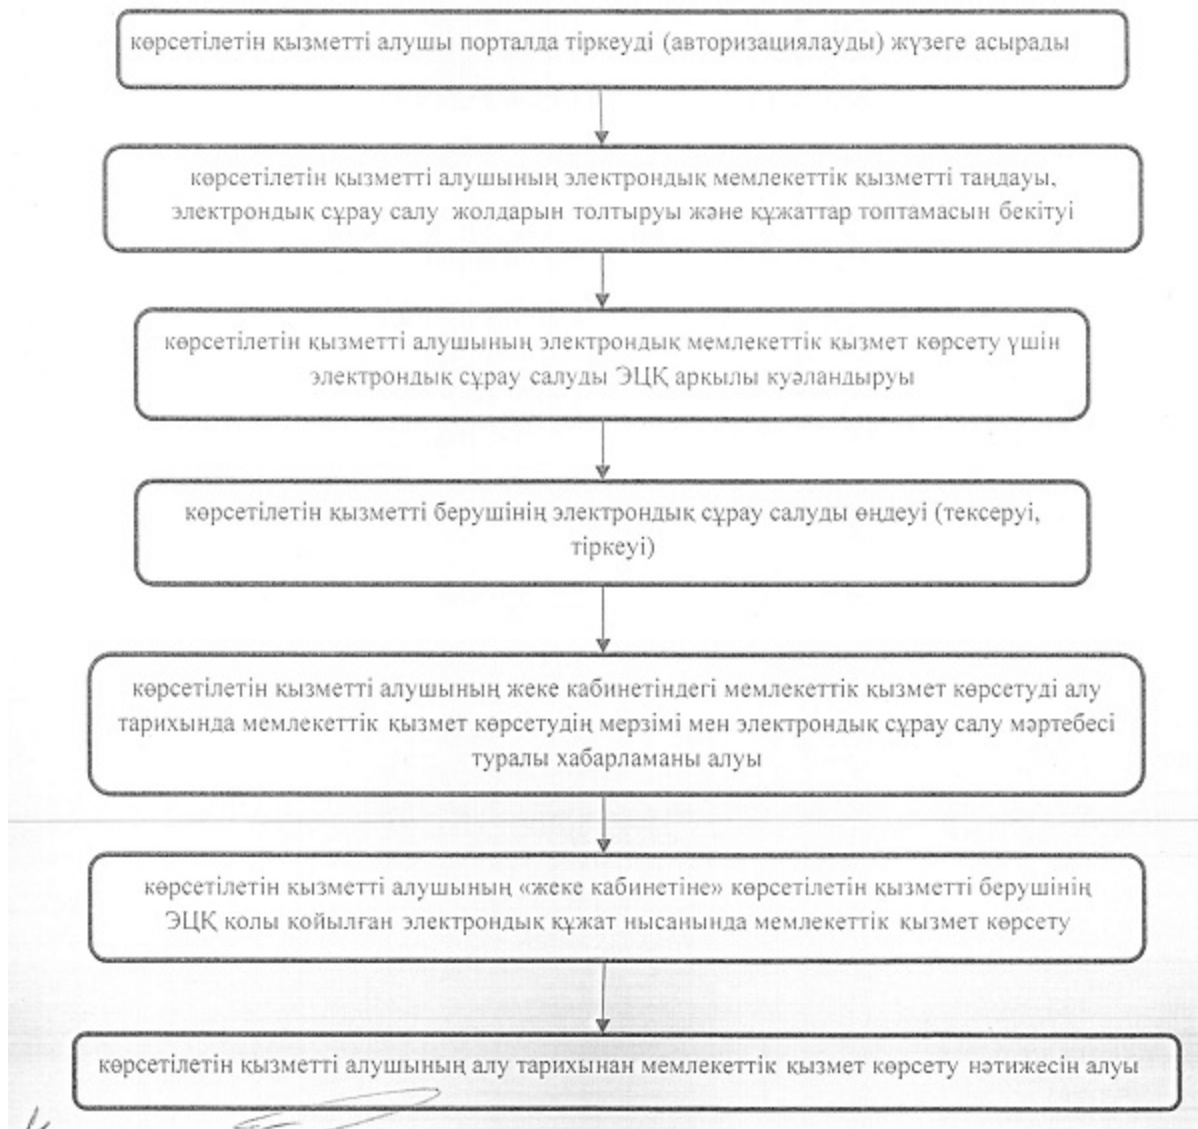 көрсетілетін қызметті алушы порталда тіркеуді (авторизациялауды) жүзеге асырады
көрсетілетін қызметті алушының электрондық мемлекеттік қызметті таңдауы,
электрондық сұрау салу жолдарын толтыруы және құжаттар топтамасын бекітуі
көрсетілетін қызметті алушының электрондық мемлекеттік қызмет көрсету үшін
электрондық сұрау салуды ЭЦҚ арқылы куәландыруы
көрсетілетін қызметті берушінің электрондық сұрау салуды өңдеуі (тексеруі,
тіркеуі)
көрсетілетін қызметті алушының жеке кабинетіндегі мемлекеттік қызмет көрсетуді алу
тарихында мемлекеттік қызмет көрсетудің мерзімі мен электрондық сұрау салу мәртебесі
туралы хабарламаны алуы
көрсетілетін қызметті алушының «жеке кабинетіне» көрсетілетін қызметті берушінің
ЭЦҚ қолы қойылған электрондық құжат нысанында мемлекеттік қызмет көрсету
көрсетілетін қызметті алушының алу тарихынан мемлекеттік қызмет көрсету нәтижесін алуы